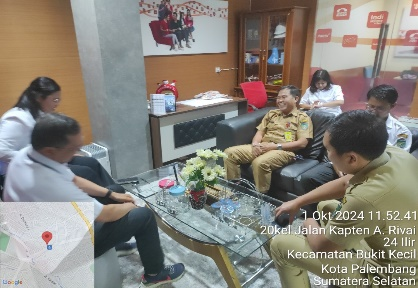 1 Okt 2024 11.52.41
20kel Jalan Kapten A. Rivai
24 Ilir
Kecamatan Bukit Kecil
Kota Palembang
Sumatera Selatan
Google